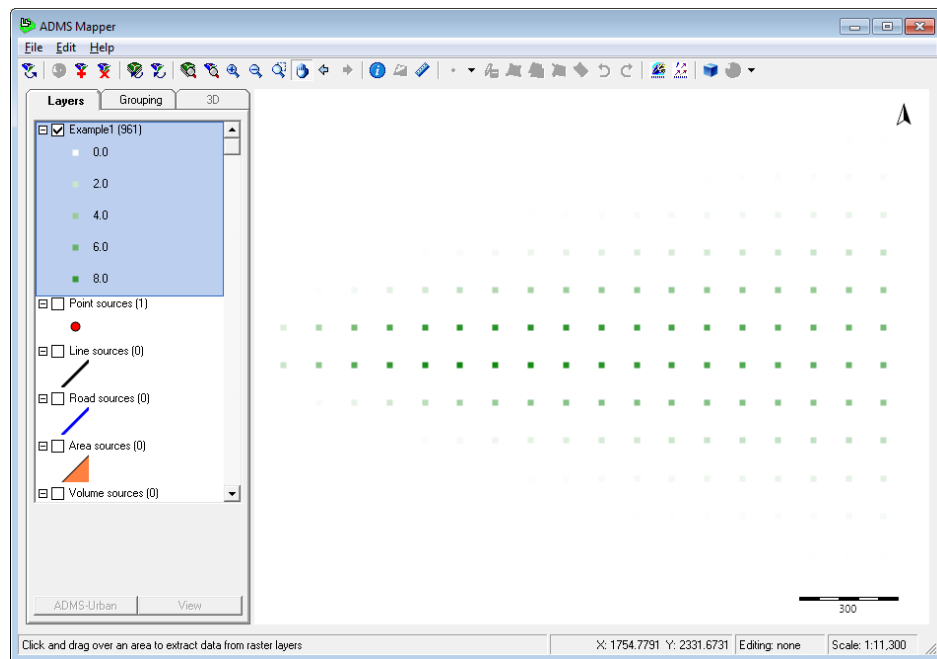 ADMS Mapper
File Edit Help
Layers Grouping 3D
Example1 (961)
0.0
2.0
4.0
6.0
8.0
Point sources (1)
Line sources (0)
Road sources (0)
Area sources (0)
Volume sources (0)
ADMS-Urban View
300
Click and drag over an area to extract data from raster layers X: 1754.7791 Y: 2331.6731 Editing: none Scale: 1:11,300